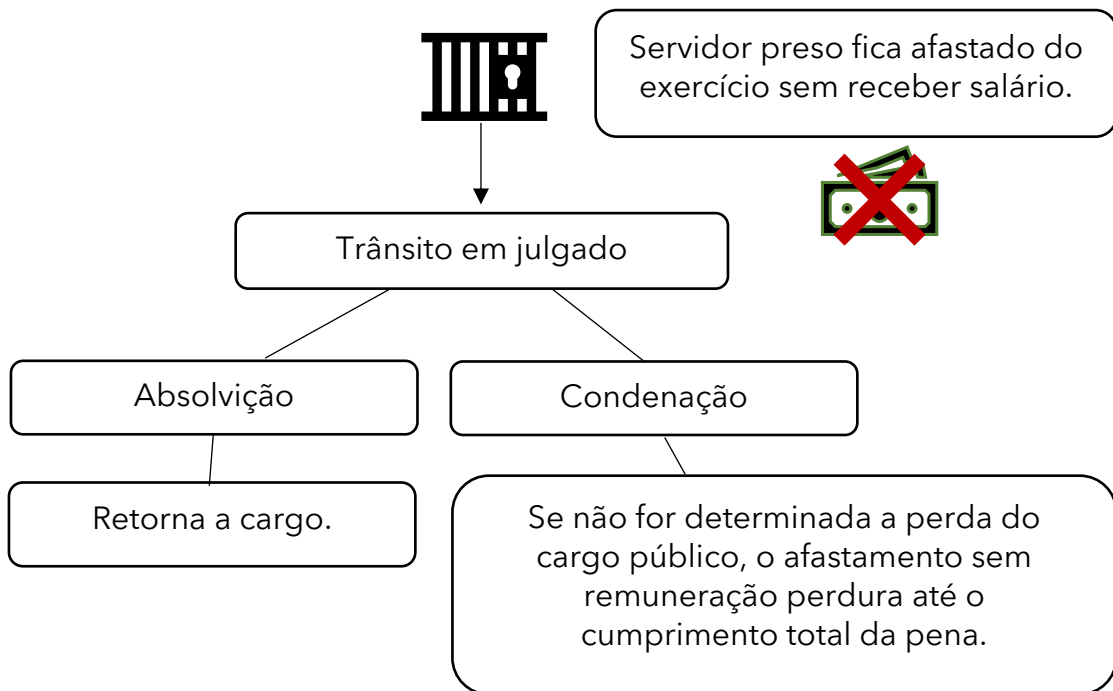 Servidor preso fica afastado do
exercício sem receber salário.
Trânsito em julgado
Absolvição
Condenação
Retorna a cargo.
Se não for determinada a perda do
cargo público, o afastamento sem
remuneração perdura até o
cumprimento total da pena.